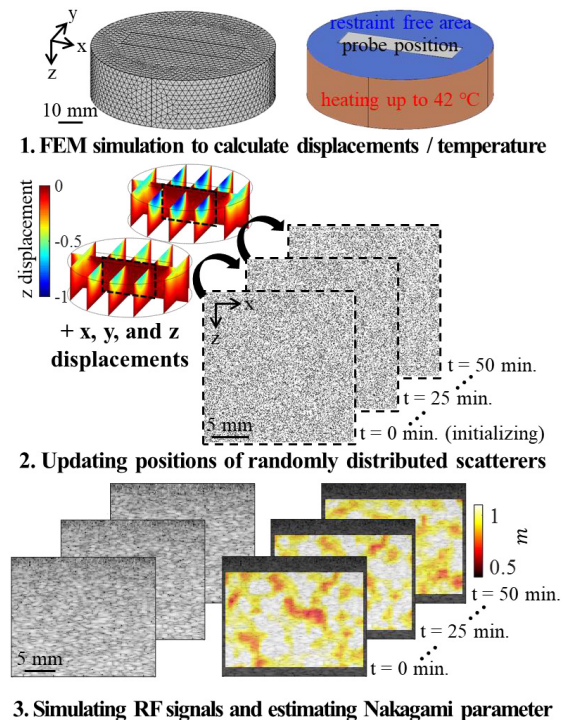 y
x
z
10 mm
restraint free area
probe position
heating up to 42 ℃
1. FEM simulation to calculate displacements / temperature
z displacement
0
-0.5
-1
+ x, y, and z
displacements
x
z
5 mm
t = 50 min.
t = 25 min.
t = 0 min. (initializing)
2. Updating positions of randomly distributed scatterers
1
0.5
m
5 mm
t = 50 min.
t = 25 min.
t = 0 min.
3. Simulating RF signals and estimating Nakagami parameter